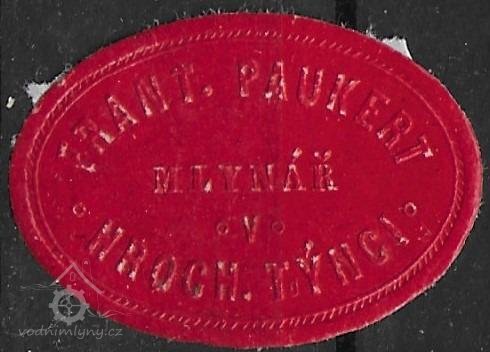 FRANT. PAUKERT
MLYNÁŘ
· V ·
· HROCH. TÝNCI ·
vodnimlyny.cz